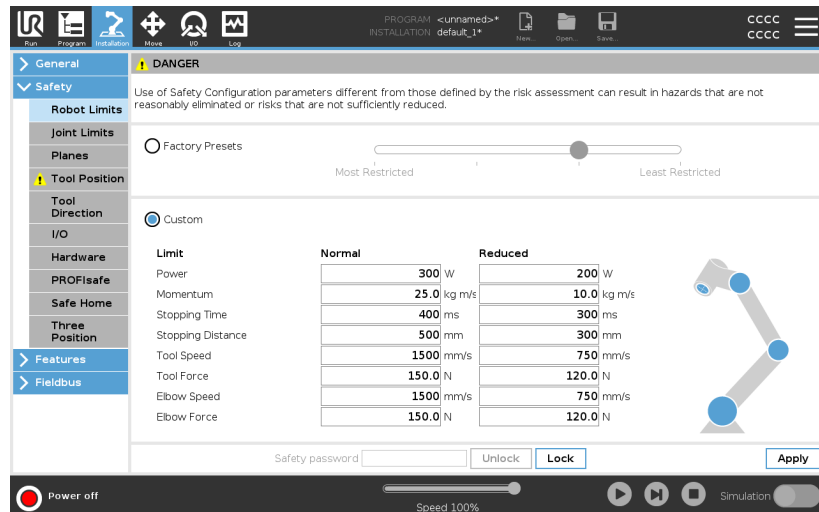 PROGRAM <unnamed>*
INSTALLATION default_1*
Run Program Installation Move I/O Log New... Open... Save...
CCCC
CCCC
General
Safety
Robot Limits
Joint Limits
Planes
Tool Position
Tool
Direction
I/O
Hardware
PROFIsafe
Safe Home
Three
Position
Features
Fieldbus
DANGER
Use of Safety Configuration parameters different from those defined by the risk assessment can result in hazards that are not
reasonably eliminated or risks that are not sufficiently reduced.
Factory Presets
Most Restricted Least Restricted
Custom
Limit Normal Reduced
Power 300 W 200 W
Momentum 25.0 kg m/s 10.0 kg m/s
Stopping Time 400 ms 300 ms
Stopping Distance 500 mm 300 mm
Tool Speed 1500 mm/s 750 mm/s
Tool Force 150.0 N 120.0 N
Elbow Speed 1500 mm/s 750 mm/s
Elbow Force 150.0 N 120.0 N
Safety password Unlock Lock Apply
Power off Speed 100% Simulation